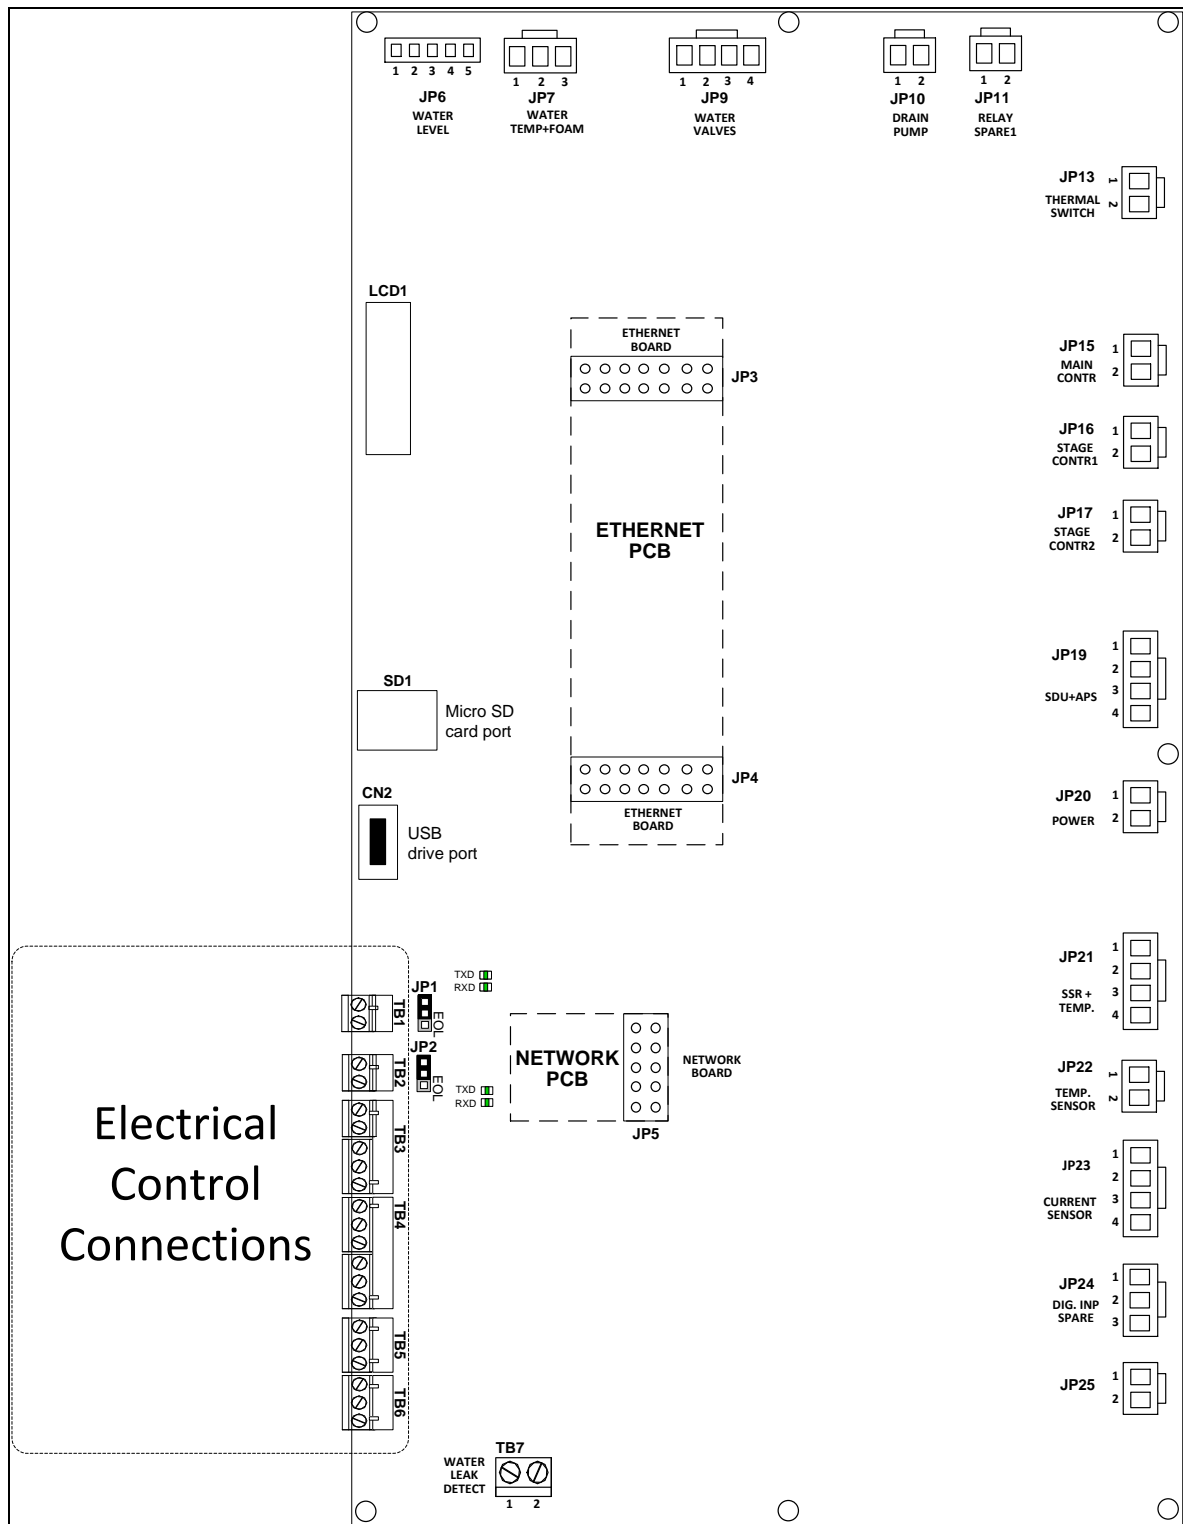 1 2 3 4 5
JP6
WATER
LEVEL
1 2 3
JP7
WATER
TEMP+FOAM
1 2 3 4
JP9
WATER
VALVES
1 2
JP10
DRAIN
PUMP
1 2
JP11
RELAY
SPARE1
JP13
THERMAL
SWITCH
1
2
LCD1
ETHERNET
BOARD
JP3
ETHERNET
PCB
JP4
ETHERNET
BOARD
JP15
MAIN
CONTR
1
2
JP16
STAGE
CONTR1
1
2
JP17
STAGE
CONTR2
1
2
JP19
SDU+APS
1
2
3
4
SD1
Micro SD
card port
CN2
USB
drive port
JP20
POWER
1
2
JP21
SSR +
TEMP.
1
2
3
4
TXD
RXD
JP1
EOL
TB1
JP2
EOL
TB2
TXD
RXD
NETWORK
PCB
NETWORK
BOARD
JP5
JP22
TEMP.
SENSOR
1
2
Electrical
Control
Connections
TB3
TB4
TB5
TB6
JP23
CURRENT
SENSOR
1
2
3
4
JP24
DIG. INP
SPARE
1
2
3
JP25
1
2
TB7
WATER
LEAK
DETECT
1 2